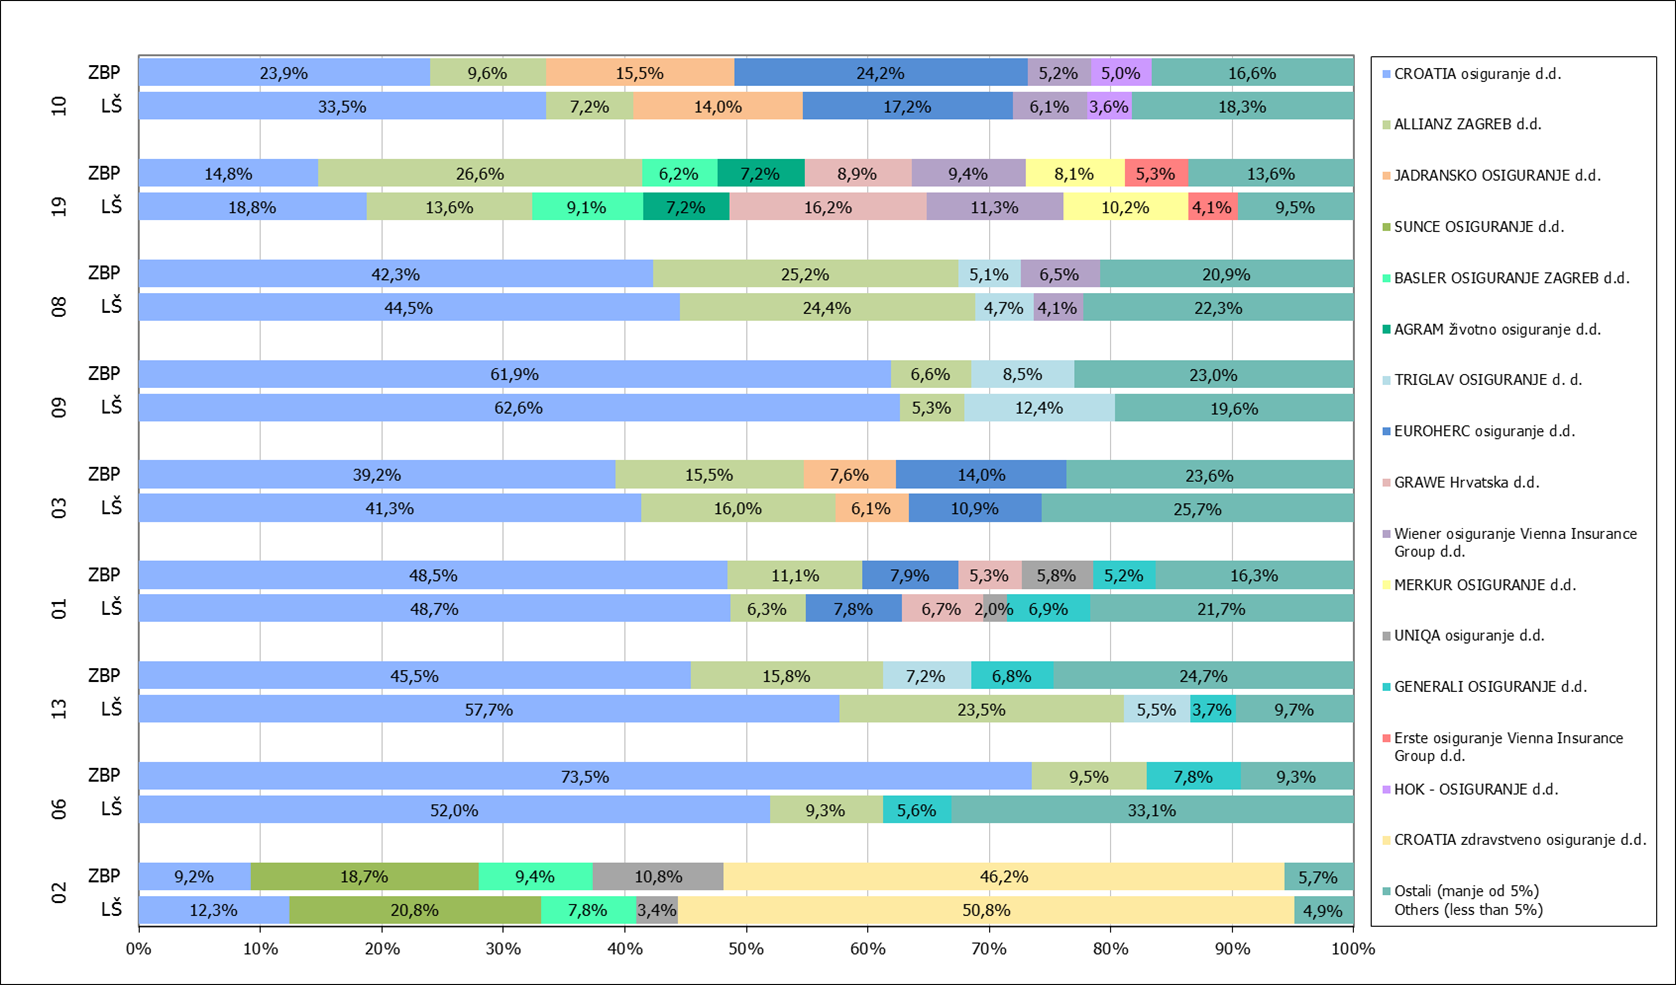 ZBP 23,9% 9,6% 15,5% 24,2% 5,2% 5,0% 16,6%
10
LŠ 33,5% 7,2% 14,0% 17,2% 6,1% 3,6% 18,3%
ZBP 14,8% 26,6% 6,2% 7,2% 8,9% 9,4% 8,1% 5,3% 13,6%
19
LŠ 18,8% 13,6% 9,1% 7,2% 16,2% 11,3% 10,2% 4,1% 9,5%
ZBP 42,3% 25,2% 5,1% 6,5% 20,9%
08
LŠ 44,5% 24,4% 4,7% 4,1% 22,3%
ZBP 61,9% 6,6% 8,5% 23,0%
09
LŠ 62,6% 5,3% 12,4% 19,6%
ZBP 39,2% 15,5% 7,6% 14,0% 23,6%
03
LŠ 41,3% 16,0% 6,1% 10,9% 25,7%
ZBP 48,5% 11,1% 7,9% 5,3% 5,8% 5,2% 16,3%
01
LŠ 48,7% 6,3% 7,8% 6,7% 2,0% 6,9% 21,7%
ZBP 45,5% 15,8% 7,2% 6,8% 24,7%
13
LŠ 57,7% 23,5% 5,5% 3,7% 9,7%
ZBP 73,5% 9,5% 7,8% 9,3%
06
LŠ 52,0% 9,3% 5,6% 33,1%
ZBP 9,2% 18,7% 9,4% 10,8% 46,2% 5,7%
02
LŠ 12,3% 20,8% 7,8% 3,4% 50,8% 4,9%
0% 10% 20% 30% 40% 50% 60% 70% 80% 90% 100%
CROATIA osiguranje d.d.
ALLIANZ ZAGREB d.d.
JADRANSKO OSIGURANJE d.d.
SUNCE OSIGURANJE d.d.
BASLER OSIGURANJE ZAGREB d.d.
AGRAM životno osiguranje d.d.
TRIGLAV OSIGURANJE d. d.
EUROHERC osiguranje d.d.
GRAWE Hrvatska d.d.
Wiener osiguranje Vienna Insurance
Group d.d.
MERKUR OSIGURANJE d.d.
UNIQA osiguranje d.d.
GENERALI OSIGURANJE d.d.
Erste osiguranje Vienna Insurance
Group d.d.
HOK - OSIGURANJE d.d.
CROATIA zdravstveno osiguranje d.d.
Ostali (manje od 5%)
Others (less than 5%)